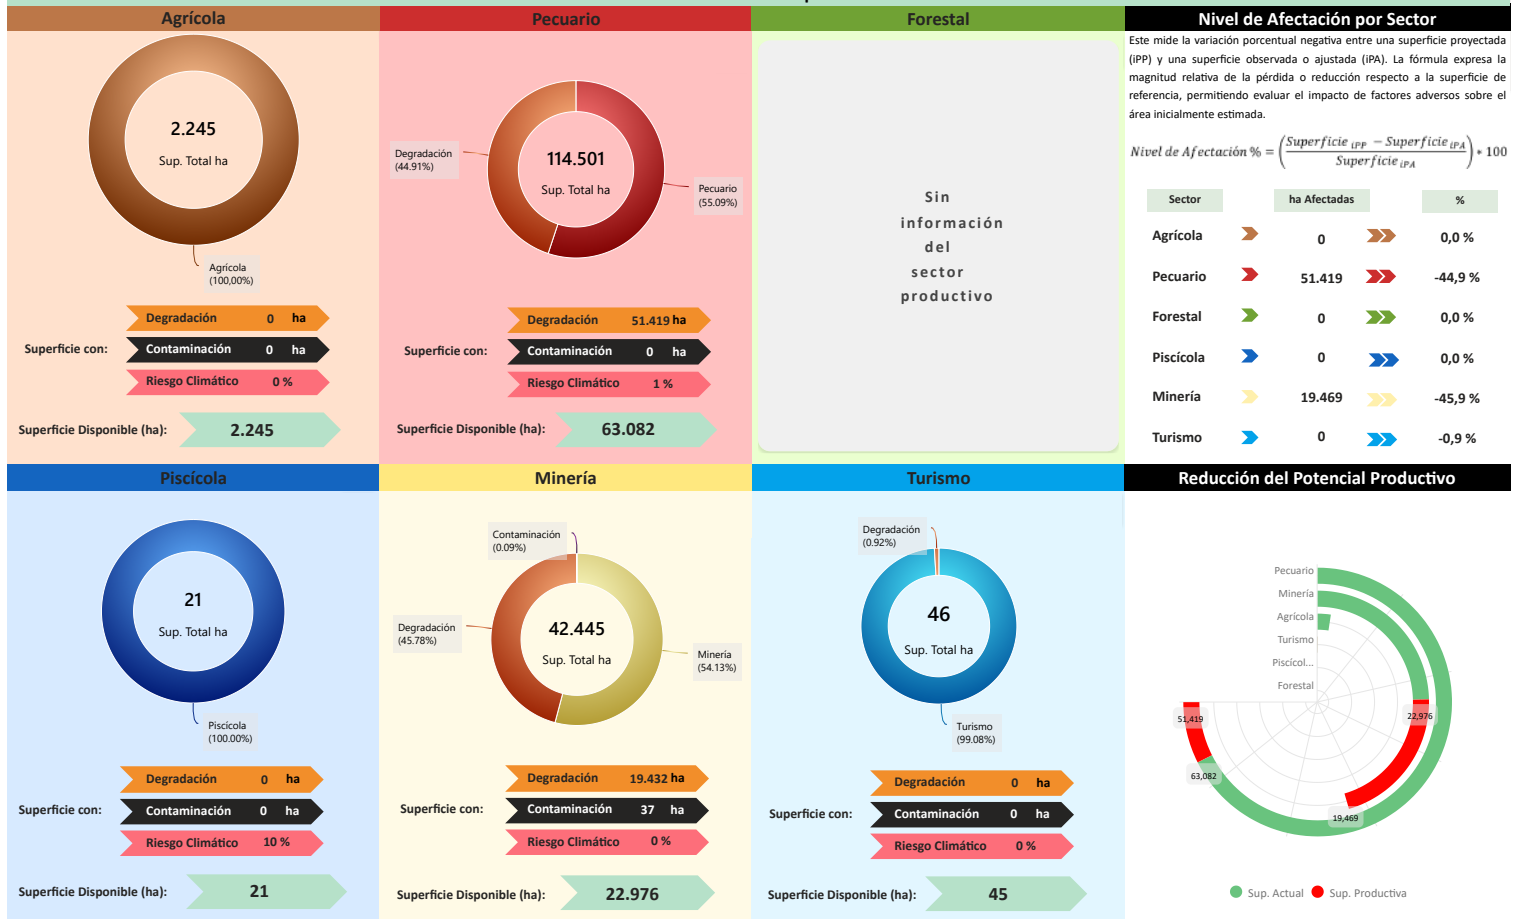 Agrícola
2.245
Sup. Total ha
Agrícola
(100,00%)
Superficie con:
Degradación 0 ha
Contaminación 0 ha
Riesgo Climático 0 %
Superficie Disponible (ha): 2.245
Pecuario
Degradación
(44.91%)
114.501
Sup. Total ha
Pecuario
(55.09%)
Superficie con:
Degradación 51.419 ha
Contaminación 0 ha
Riesgo Climático 1 %
Superficie Disponible (ha): 63.082
Forestal
Sin
información
del
sector
productivo
Nivel de Afectación por Sector
Este mide la variación porcentual negativa entre una superficie proyectada
(iPP) y una superficie observada o ajustada (iPA). La fórmula expresa la
magnitud relativa de la pérdida o reducción respecto a la superficie de
referencia, permitiendo evaluar el impacto de factores adversos sobre el
área inicialmente estimada.
Nivel de Afectación % = (Superficie iPP − Superficie iPA / Superficie iPA) * 100
Sector ha Afectadas %
Agrícola 0 0,0 %
Pecuario 51.419 -44,9 %
Forestal 0 0,0 %
Piscícola 0 0,0 %
Minería 19.469 -45,9 %
Turismo 0 -0,9 %
Piscícola
21
Sup. Total ha
Piscícola
(100.00%)
Superficie con:
Degradación 0 ha
Contaminación 0 ha
Riesgo Climático 10 %
Superficie Disponible (ha): 21
Minería
Contaminación
(0.09%)
Degradación
(45.78%)
42.445
Sup. Total ha
Minería
(54.13%)
Superficie con:
Degradación 19.432 ha
Contaminación 37 ha
Riesgo Climático 0 %
Superficie Disponible (ha): 22.976
Turismo
Degradación
(0.92%)
46
Sup. Total ha
Turismo
(99.08%)
Superficie con:
Degradación 0 ha
Contaminación 0 ha
Riesgo Climático 0 %
Superficie Disponible (ha): 45
Reducción del Potencial Productivo
Pecuario
Minería
Agrícola
Turismo
Piscícol...
Forestal
51,419
22,976
63,082
19,469
Sup. Actual Sup. Productiva